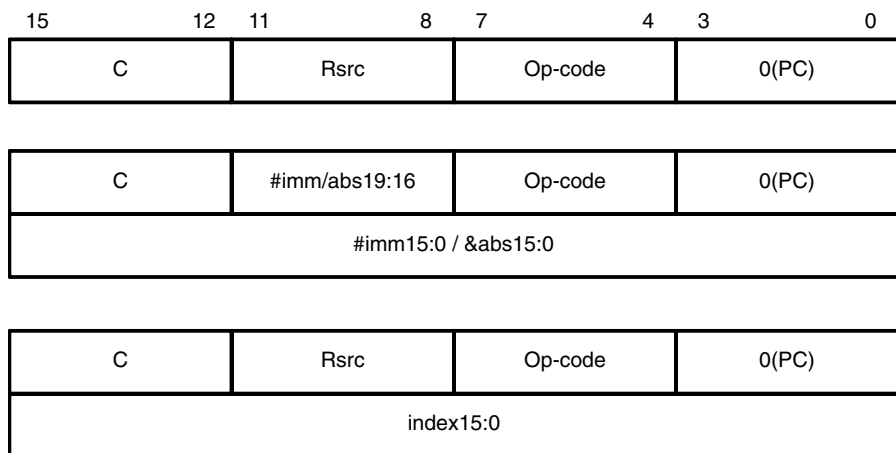 15 12 11 8 7 4 3 0
C Rsrc Op-code 0(PC)
C #imm/abs19:16 Op-code 0(PC)
#imm15:0 / &abs15:0
C Rsrc Op-code 0(PC)
index15:0